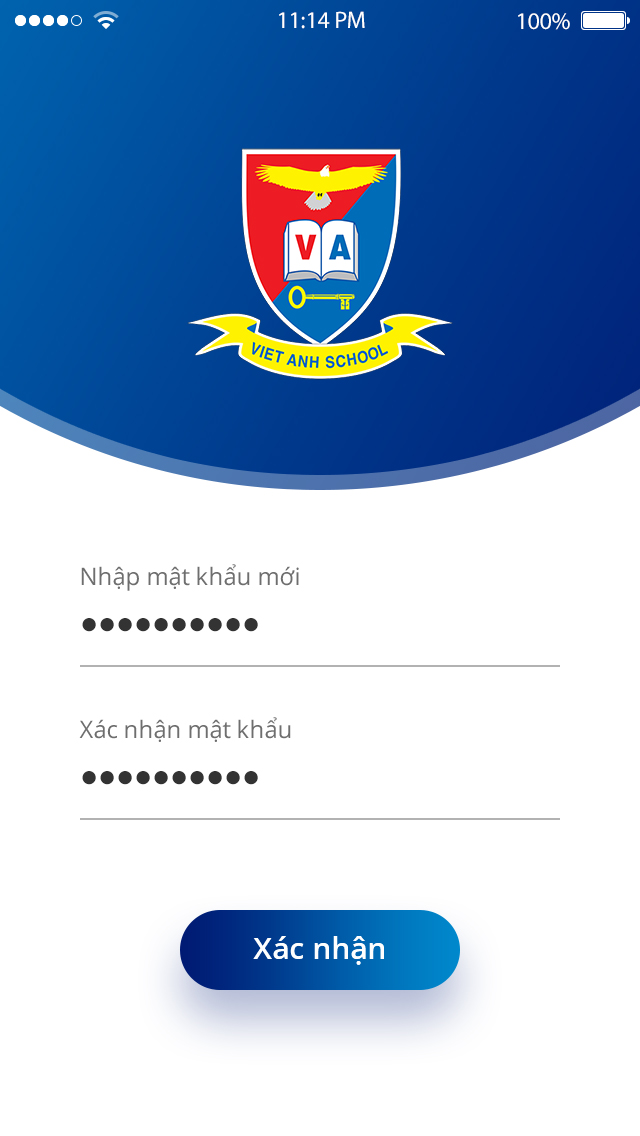 11:14 PM
100%
V A
VIET ANH SCHOOL
Nhập mật khẩu mới
●●●●●●●●●●
Xác nhận mật khẩu
●●●●●●●●●●
Xác nhận